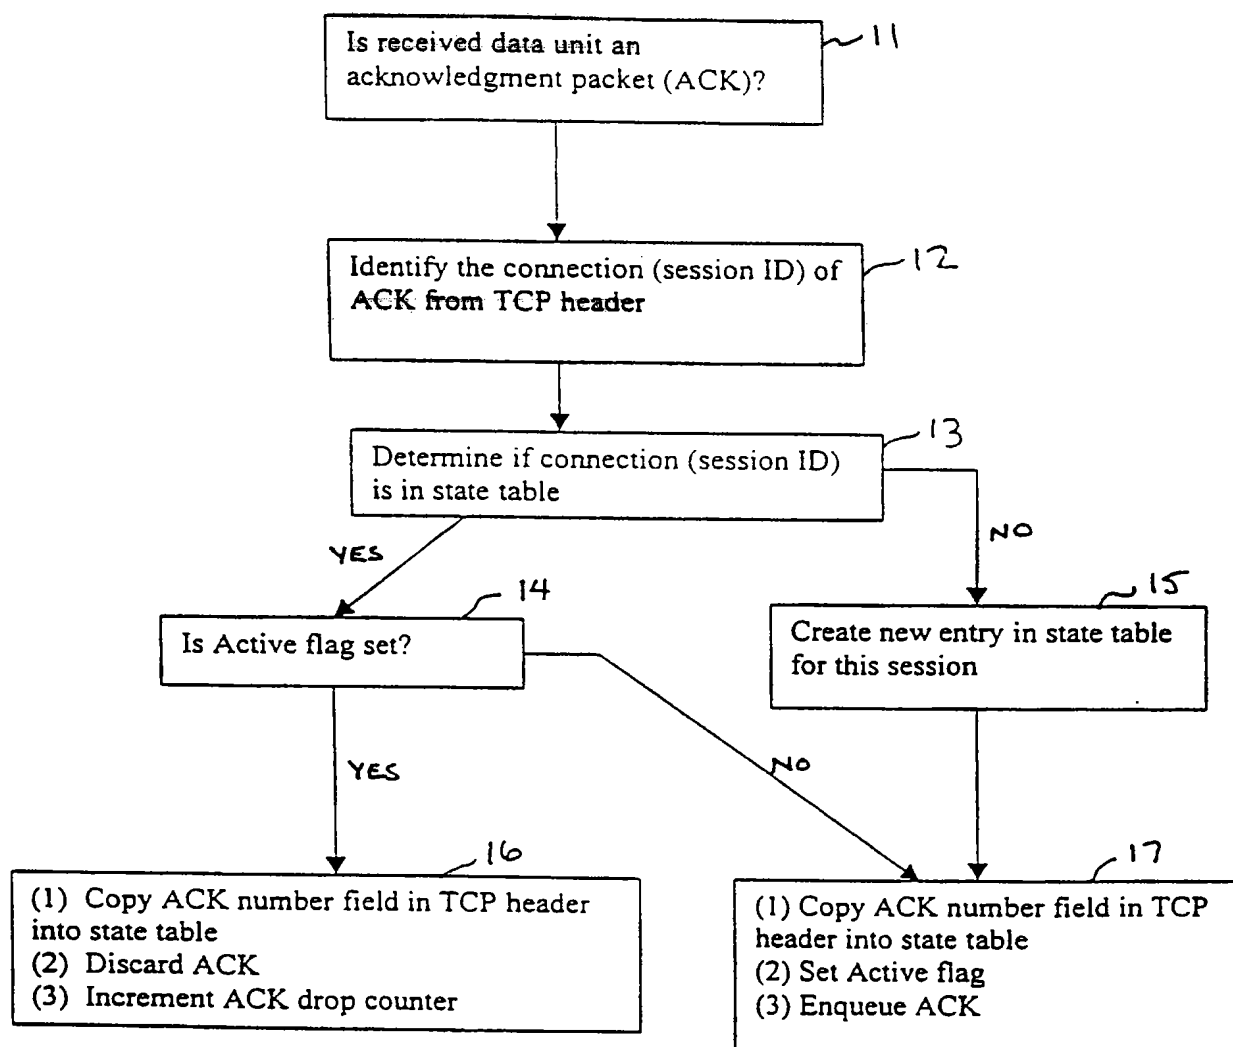 Is received data unit an
acknowledgment packet (ACK)?
11
Identify the connection (session ID) of
ACK from TCP header
12
Determine if connection (session ID)
is in state table
13
YES
NO
14
Is Active flag set?
15
Create new entry in state table
for this session
YES
NO
16
(1) Copy ACK number field in TCP header
into state table
(2) Discard ACK
(3) Increment ACK drop counter
17
(1) Copy ACK number field in TCP
header into state table
(2) Set Active flag
(3) Enqueue ACK